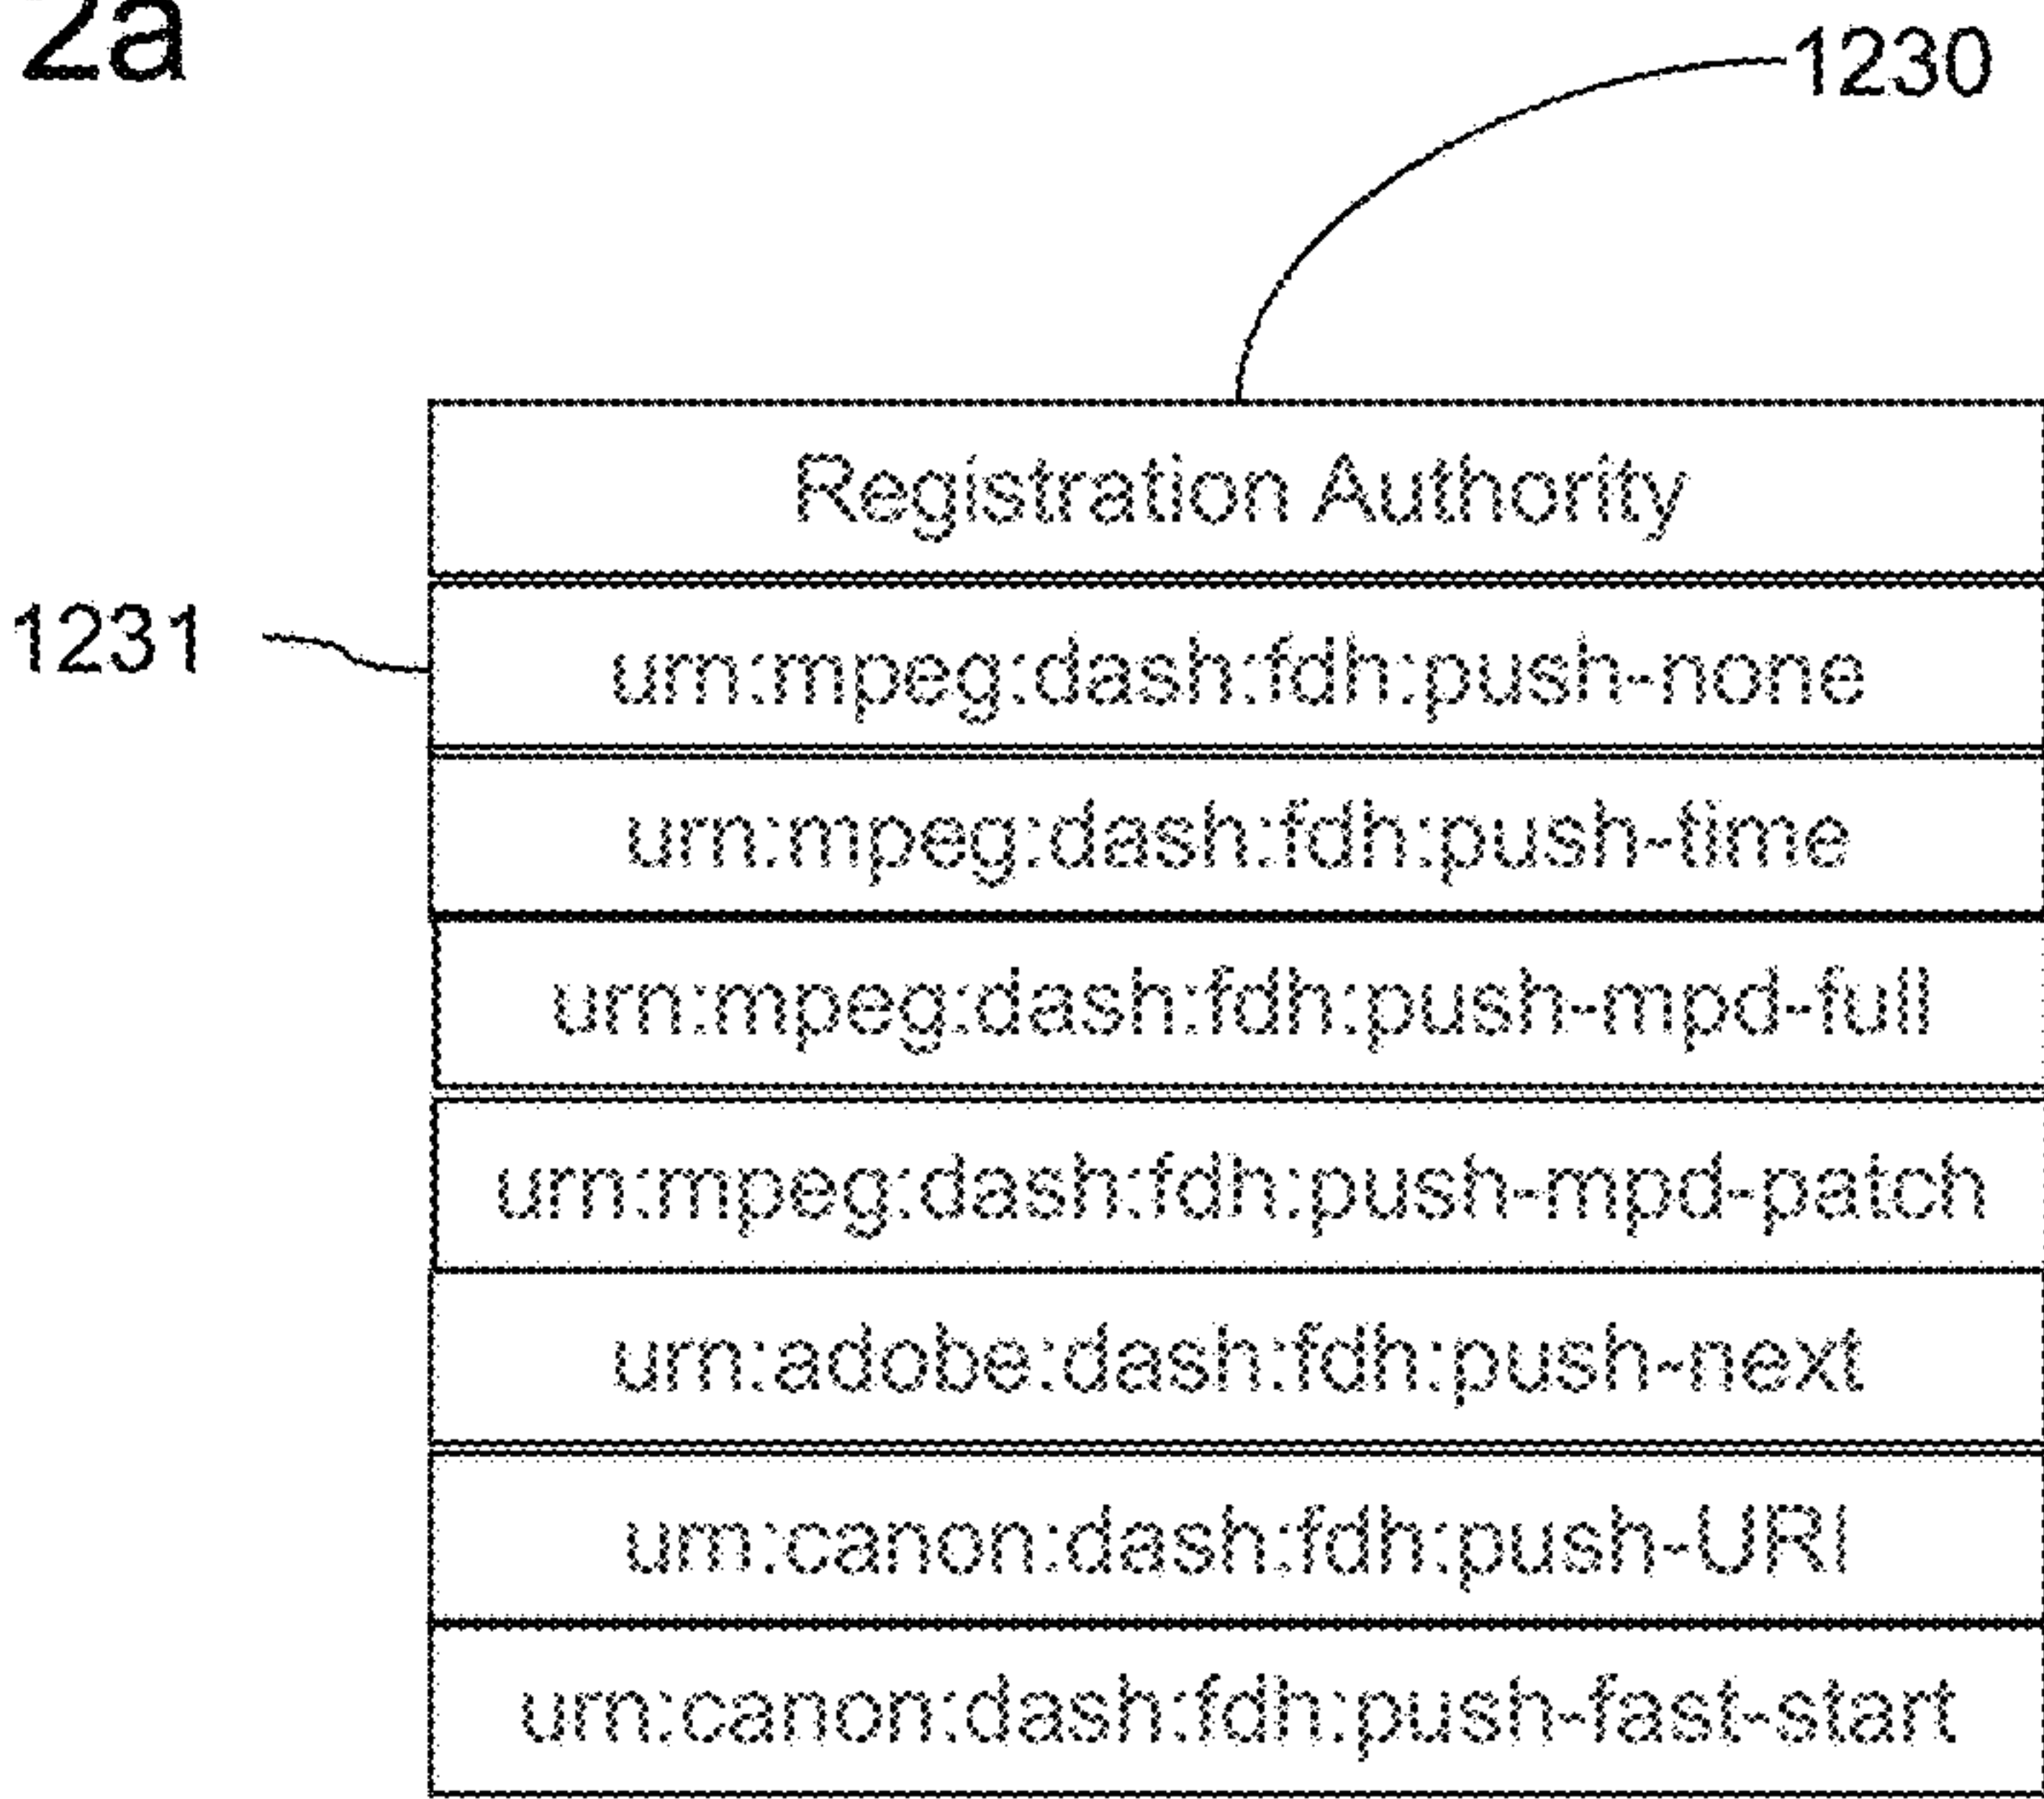 2a
1230
Registration Authority
1231
urn:mpeg:dash:fdh:push-none
urn:mpeg:dash:fdh:push-time
urn:mpeg:dash:fdh:push-mpd-full
urn:mpeg:dash:fdh:push-mpd-patch
urn:adobe:dash:fdh:push-next
urn:canon:dash:fdh:push-URI
urn:canon:dash:fdh:push-fast-start